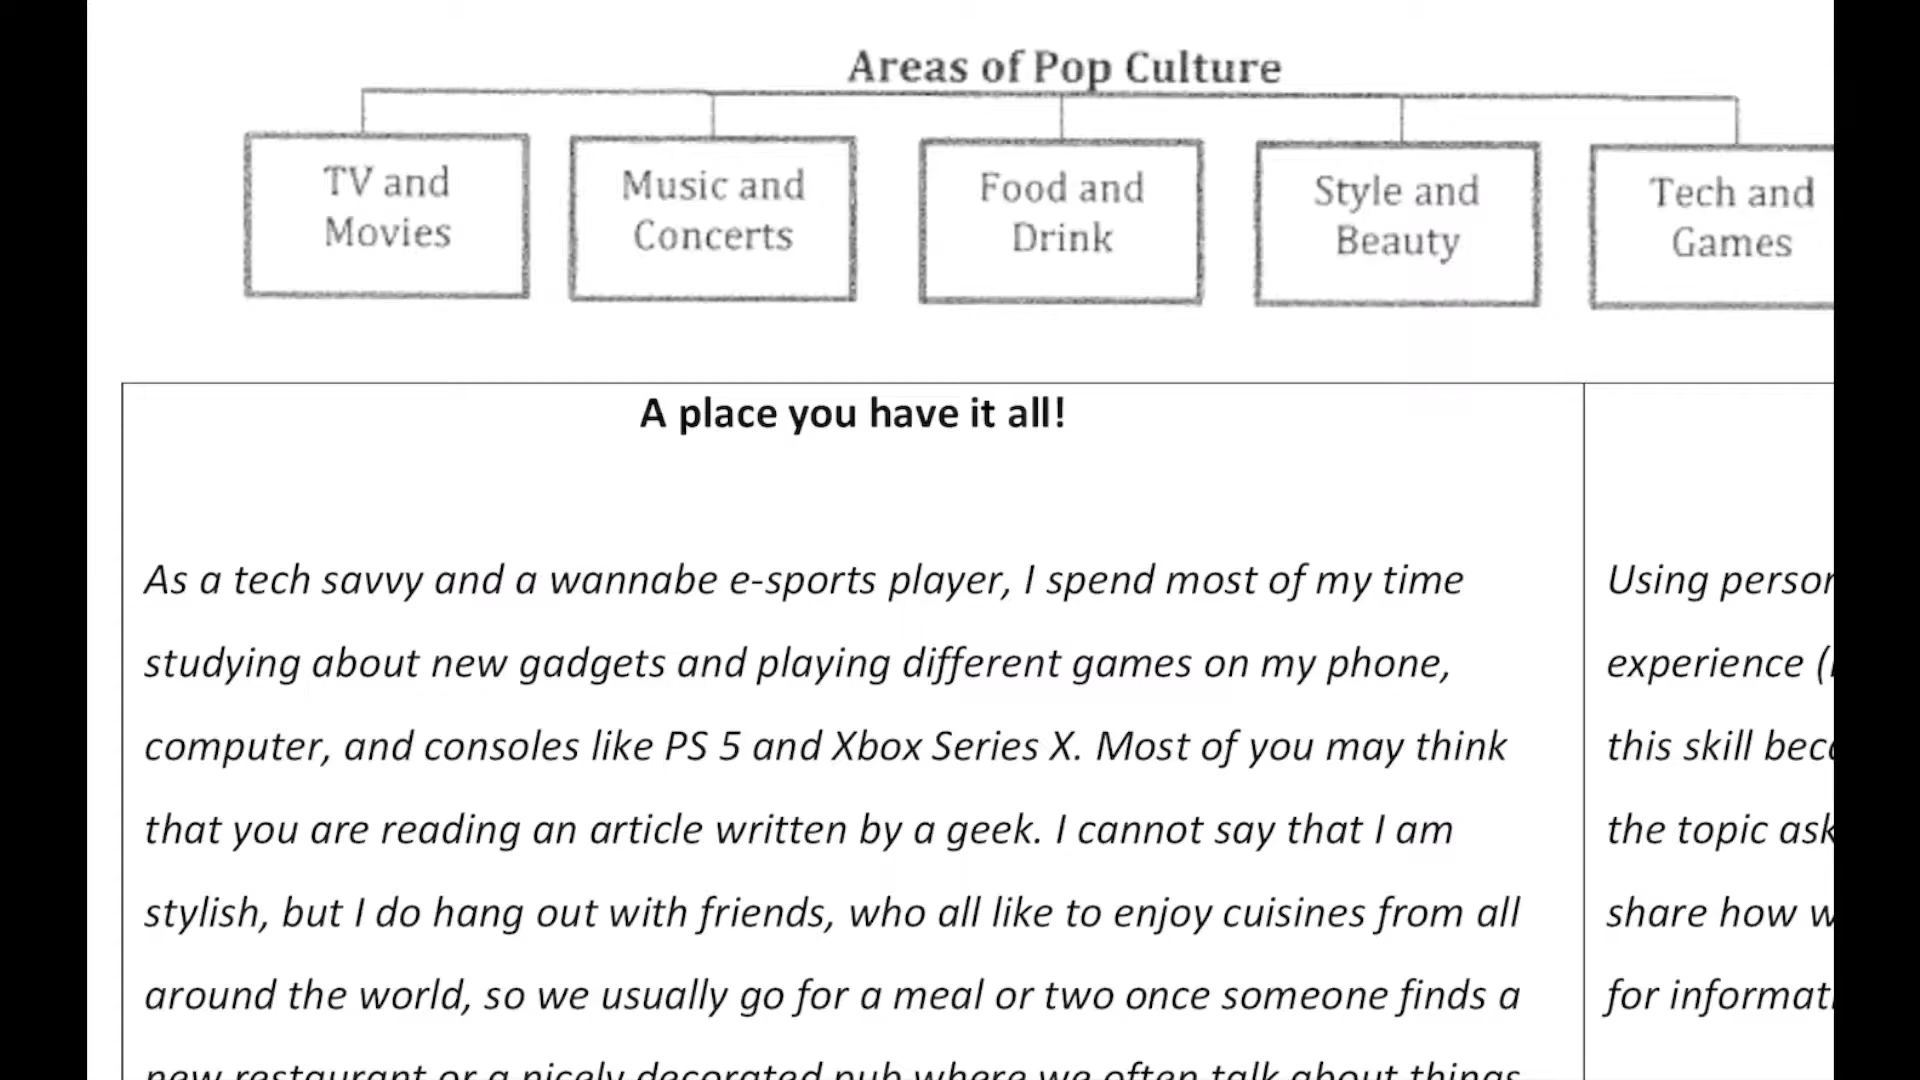 Areas of Pop Culture
TV and
Movies
Music and
Concerts
Food and
Drink
Style and
Beauty
Tech and
Games
A place you have it all!
As a tech savvy and a wannabe e-sports player, I spend most of my time
studying about new gadgets and playing different games on my phone,
computer, and consoles like PS 5 and Xbox Series X. Most of you may think
that you are reading an article written by a geek. I cannot say that I am
stylish, but I do hang out with friends, who all like to enjoy cuisines from all
around the world, so we usually go for a meal or two once someone finds a
new restaurant or a nicely decorated pub where we often talk about things
Using
experience
this skill
the topic
share how
for